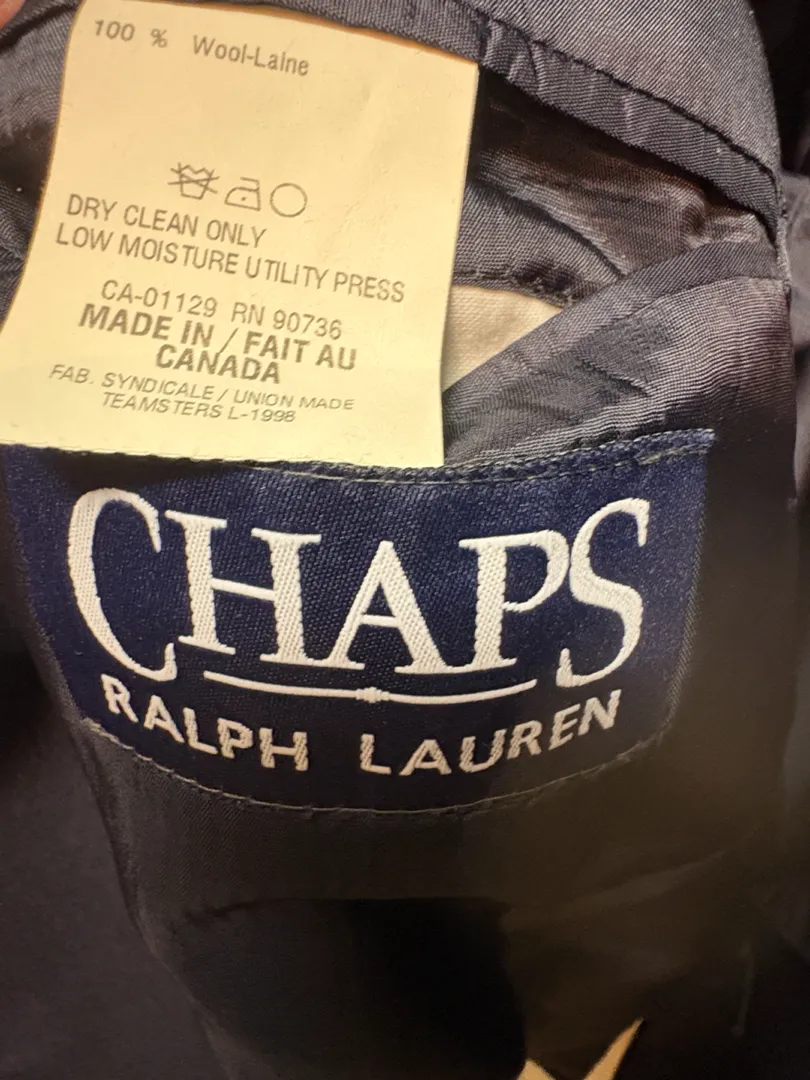 100 % Wool-Laine
DRY CLEAN ONLY
LOW MOISTURE UTILITY PRESS
CA-01129 RN 90736
MADE IN / FAIT AU
CANADA
FAB. SYNDICALE / UNION MADE
TEAMSTERS L-1998
CHAPS
RALPH LAUREN